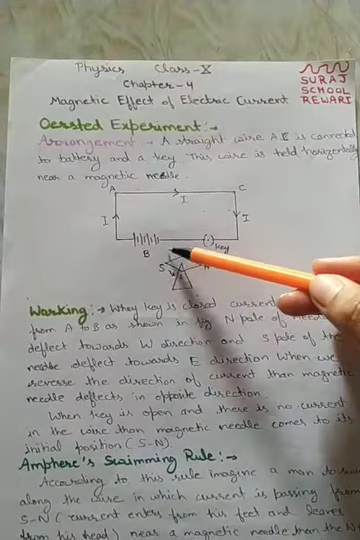 Physics Class-X
SURAJ
SCHOOL
REWARI
Chapter-4
Magnetic Effect of Electric Current
Oersted Experiment:→
Arrangement → A straight wire AC is connected
to battery and a key. This wire is held horizontally
near a magnetic needle.
A I C
I I
B Key
S N
Working:→ Whey key is closed current
from A to B as shown in fig N pole of Needle
deflect towards W direction and S pole of the
needle defect towards E direction When we
reverse the direction of current than magnetic
needle deflects in opposite direction.
When key is open and there is no current
in the wire than magnetic needle comes to its
initial position (S-N)
Amphere's Swimming Rule:
According to this rule imagine a man to
along the wire in which current is passing from
S-N (current enters from his feet and leaves
from his head) near a magnetic needle than the